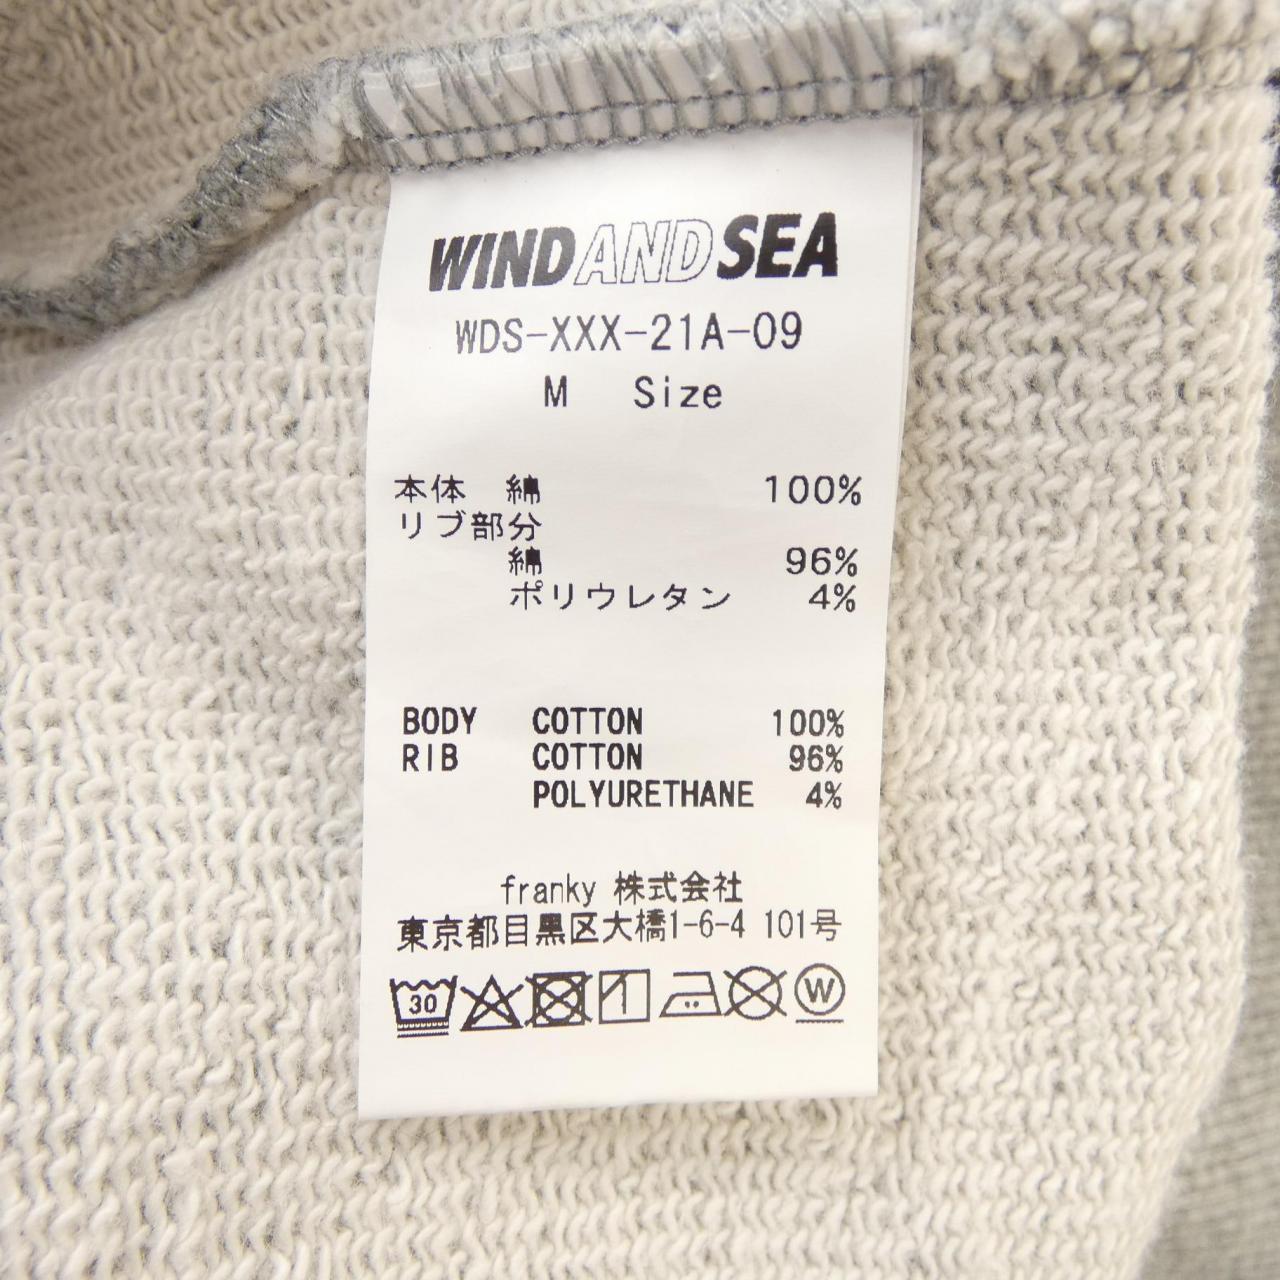 WINDANDSEA
WDS-XXX-21A-09
M Size
本体 綿 100%
リブ部分
綿 96%
ポリウレタン 4%
BODY COTTON 100%
RIB COTTON 96%
POLYURETHANE 4%
franky 株式会社
東京都目黒区大橋1-6-4 101号
30 W